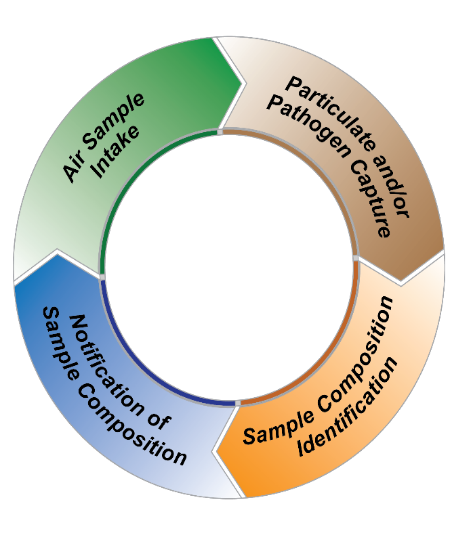 Air Sample
Intake
Particulate and/or
Pathogen Capture
Sample Composition
Identification
Notification of
Sample Composition